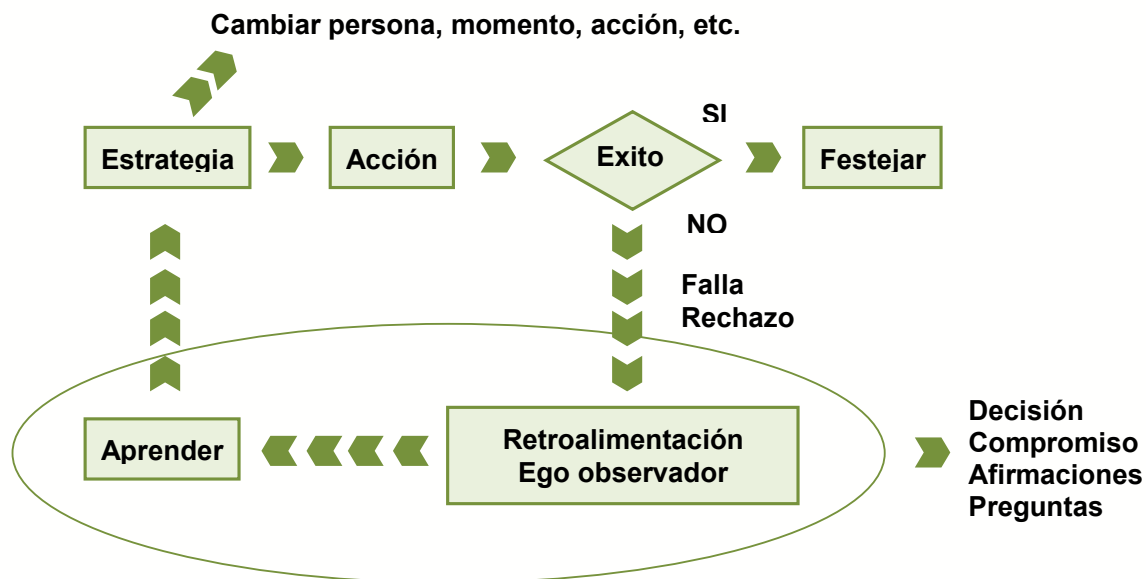 Cambiar persona, momento, acción, etc.
SI
Estrategia
Acción
Exito
Festejar
NO
Falla
Rechazo
Aprender
Retroalimentación
Ego observador
Decisión
Compromiso
Afirmaciones
Preguntas